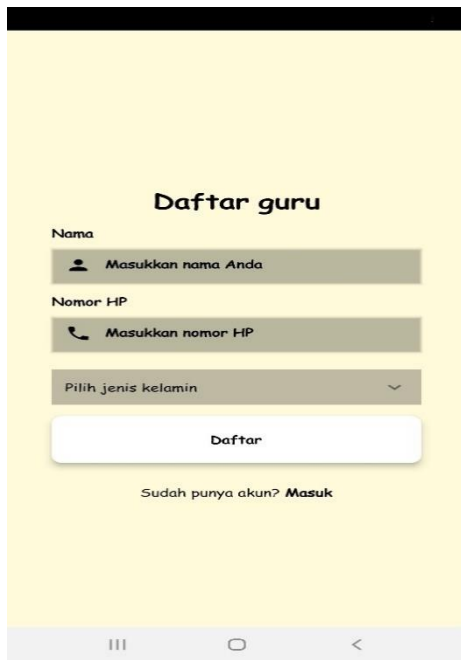 Daftar guru
Nama
Masukkan nama Anda
Nomor HP
Masukkan nomor HP
Pilih jenis kelamin
Daftar
Sudah punya akun? Masuk